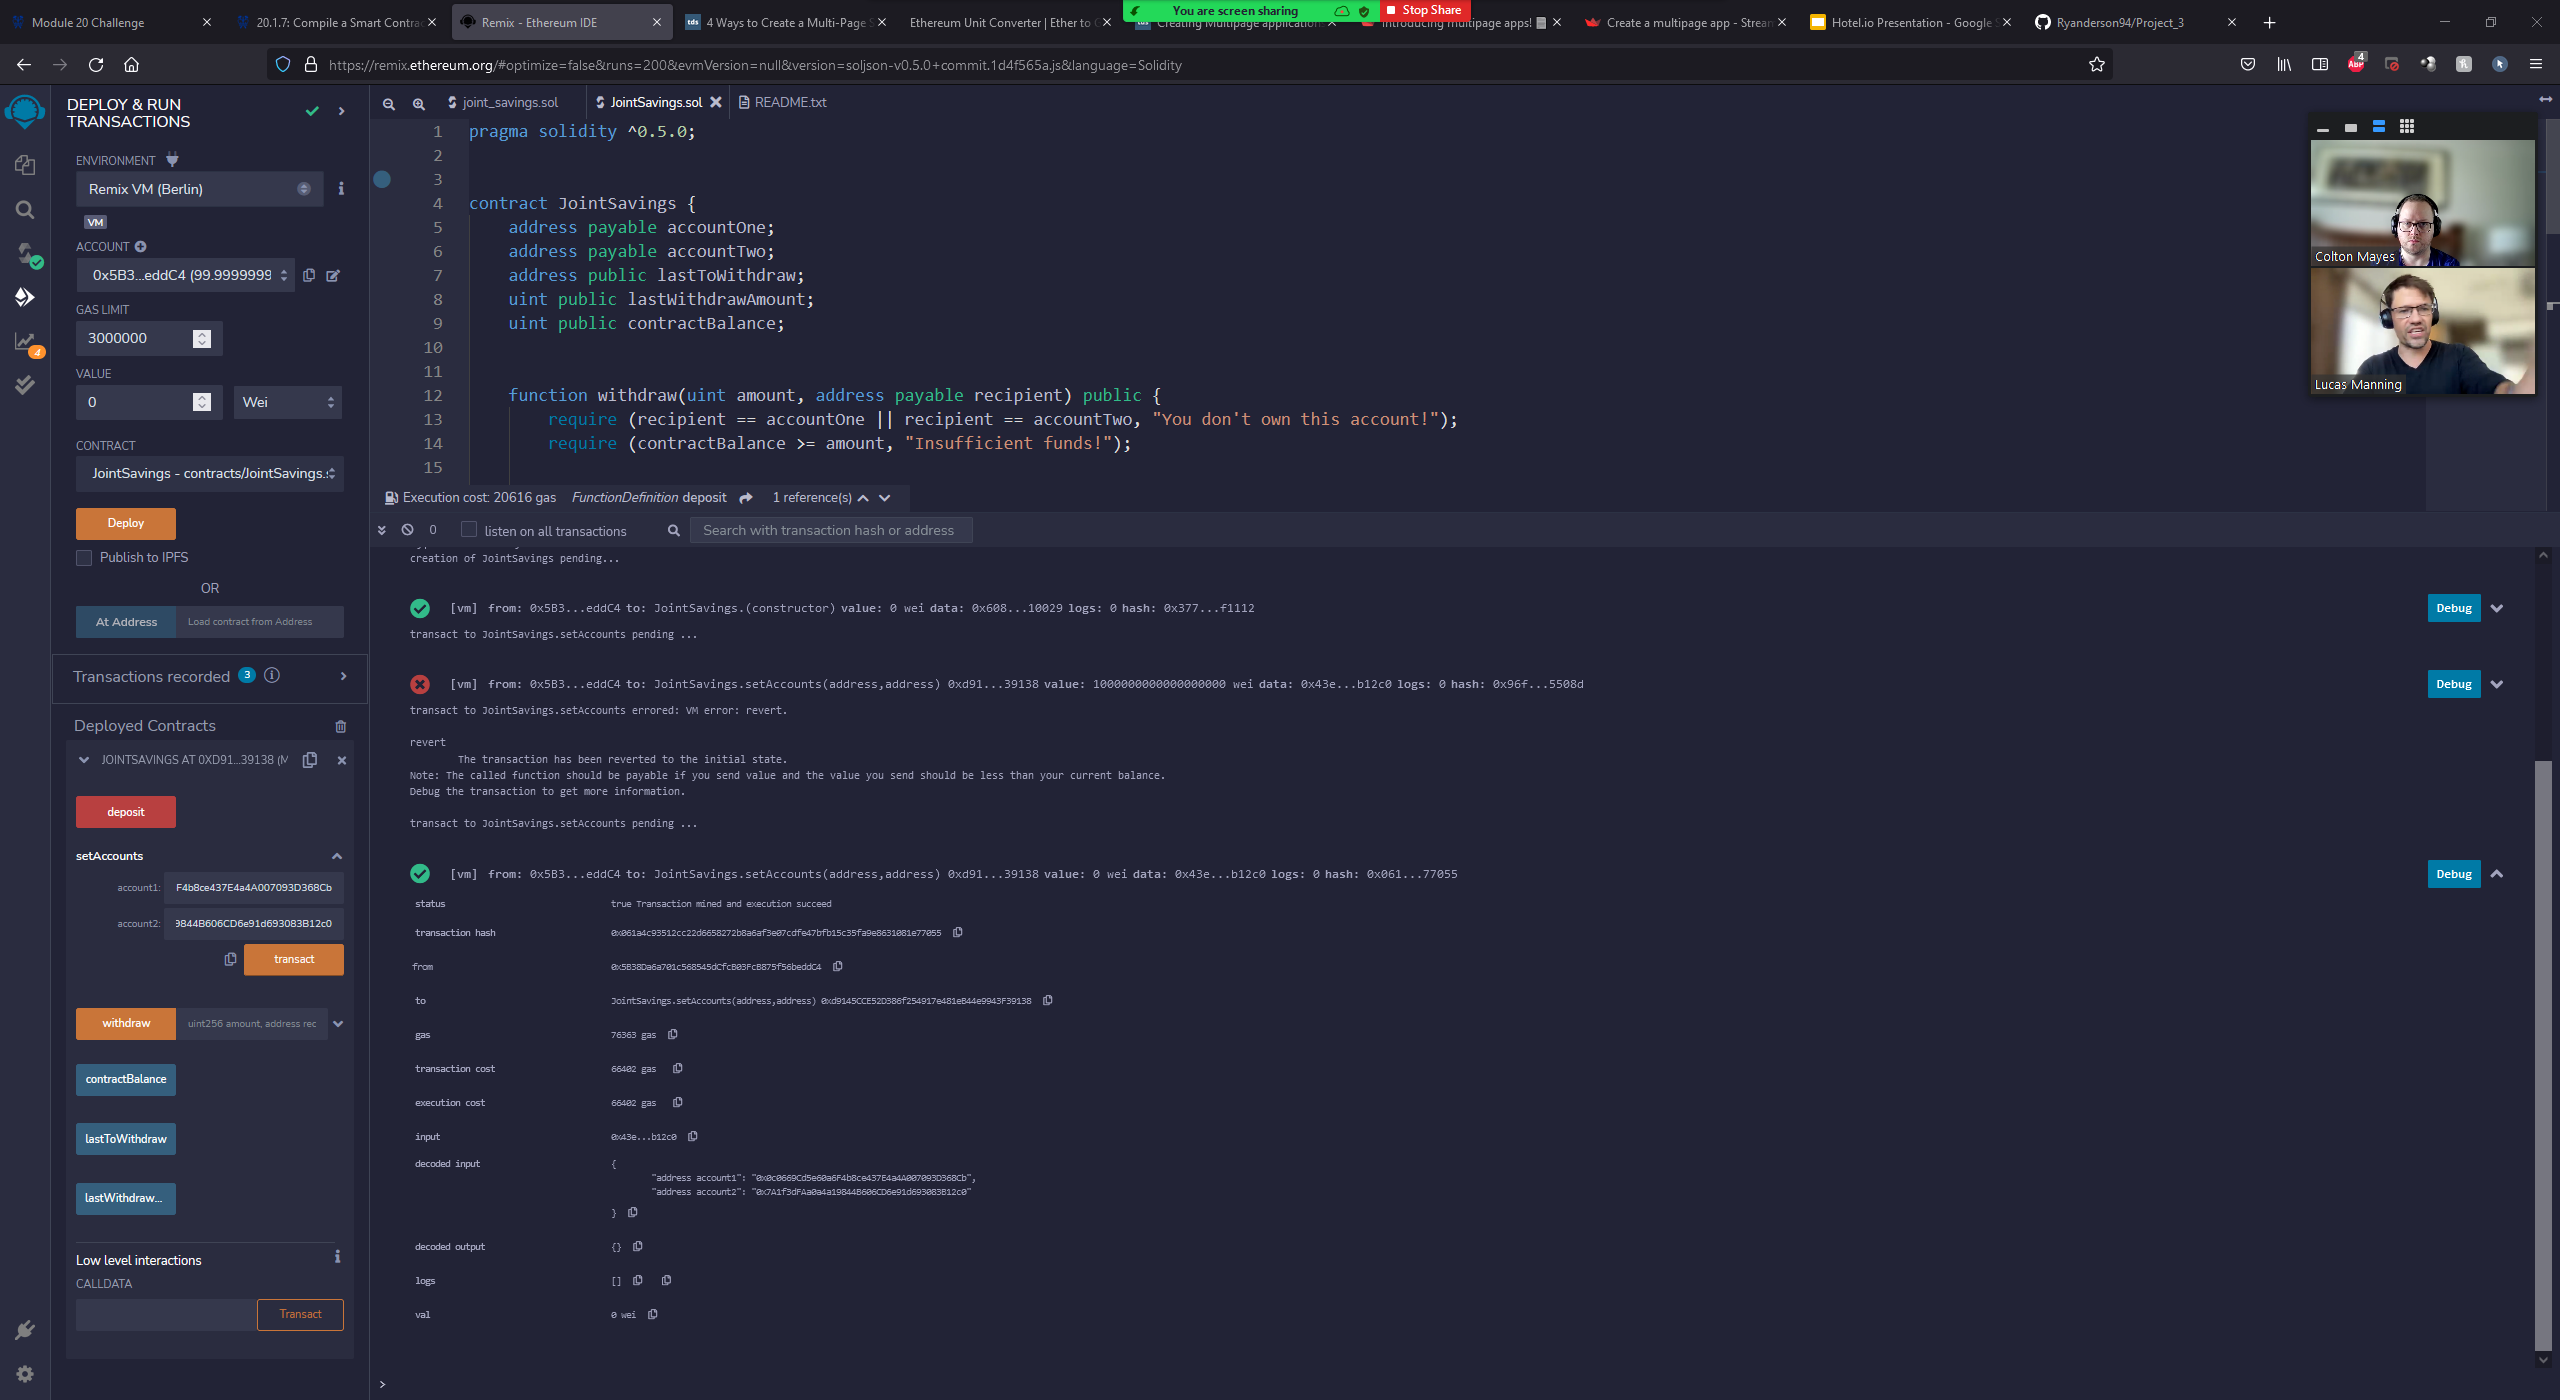 Module 20 Challenge
20.1.7: Compile a Smart Contrac
Remix - Ethereum IDE
4 Ways to Create a Multi-Page S
Ethereum Unit Converter | Ether to G
You are screen sharing
Stop Share
Creating Multipage application
Introducing multipage apps!
Create a multipage app - Stream
Hotel.io Presentation - Google S
Ryanderson94/Project_3
https://remix.ethereum.org/#optimize=false&runs=200&evmVersion=null&version=soljson-v0.5.0+commit.1d4f565a.js&language=Solidity
4
DEPLOY & RUN
TRANSACTIONS
ENVIRONMENT
Remix VM (Berlin)
VM
ACCOUNT
0x5B3...eddC4 (99.9999999
GAS LIMIT
3000000
VALUE
0
Wei
CONTRACT
JointSavings - contracts/JointSavings.s
Deploy
Publish to IPFS
OR
At Address
Load contract from Address
Transactions recorded 3
Deployed Contracts
JOINTSAVINGS AT 0XD91...39138 (M
deposit
setAccounts
account1: F4b8ce437E4a4A007093D368Cb
account2: 9844B606CD6e91d693083B12c0
transact
withdraw
uint256 amount, address rec
contractBalance
lastToWithdraw
lastWithdraw...
Low level interactions
CALLDATA
Transact
4
joint_savings.sol
JointSavings.sol
README.txt
1 pragma solidity ^0.5.0;
2
3
4 contract JointSavings {
5 address payable accountOne;
6 address payable accountTwo;
7 address public lastToWithdraw;
8 uint public lastWithdrawAmount;
9 uint public contractBalance;
10
11
12 function withdraw(uint amount, address payable recipient) public {
13 require (recipient == accountOne || recipient == accountTwo, "You don't own this account!");
14 require (contractBalance >= amount, "Insufficient funds!");
15
Execution cost: 20616 gas FunctionDefinition deposit 1 reference(s)
0 listen on all transactions
Search with transaction hash or address
creation of JointSavings pending...
[vm] from: 0x5B3...eddC4 to: JointSavings.(constructor) value: 0 wei data: 0x608...10029 logs: 0 hash: 0x377...f1112
Debug
transact to JointSavings.setAccounts pending ...
[vm] from: 0x5B3...eddC4 to: JointSavings.setAccounts(address,address) 0xd91...39138 value: 1000000000000000000 wei data: 0x43e...b12c0 logs: 0 hash: 0x96f...5508d
Debug
transact to JointSavings.setAccounts errored: VM error: revert.
revert
The transaction has been reverted to the initial state.
Note: The called function should be payable if you send value and the value you send should be less than your current balance.
Debug the transaction to get more information.
transact to JointSavings.setAccounts pending ...
[vm] from: 0x5B3...eddC4 to: JointSavings.setAccounts(address,address) 0xd91...39138 value: 0 wei data: 0x43e...b12c0 logs: 0 hash: 0x061...77055
Debug
status true Transaction mined and execution succeed
transaction hash 0x061a4c93512cc22d6658272b8a6af3e07cdfe47bfb15c35fa9e8631081e77055
from 0x5B38Da6a701c568545dCfcB03FcB875f56beddC4
to JointSavings.setAccounts(address,address) 0xd9145CCE52D386f254917e481eB44e9943F39138
gas 76363 gas
transaction cost 66402 gas
execution cost 66402 gas
input 0x43e...b12c0
decoded input {
"address account1": "0x0c0669Cd5e60a6F4b8ce437E4a4A007093D368Cb",
"address account2": "0x7A1f3dFAa0a4a19844B606CD6e91d693083B12c0"
}
decoded output {}
logs []
val 0 wei
>
Colton Mayes
Lucas Manning